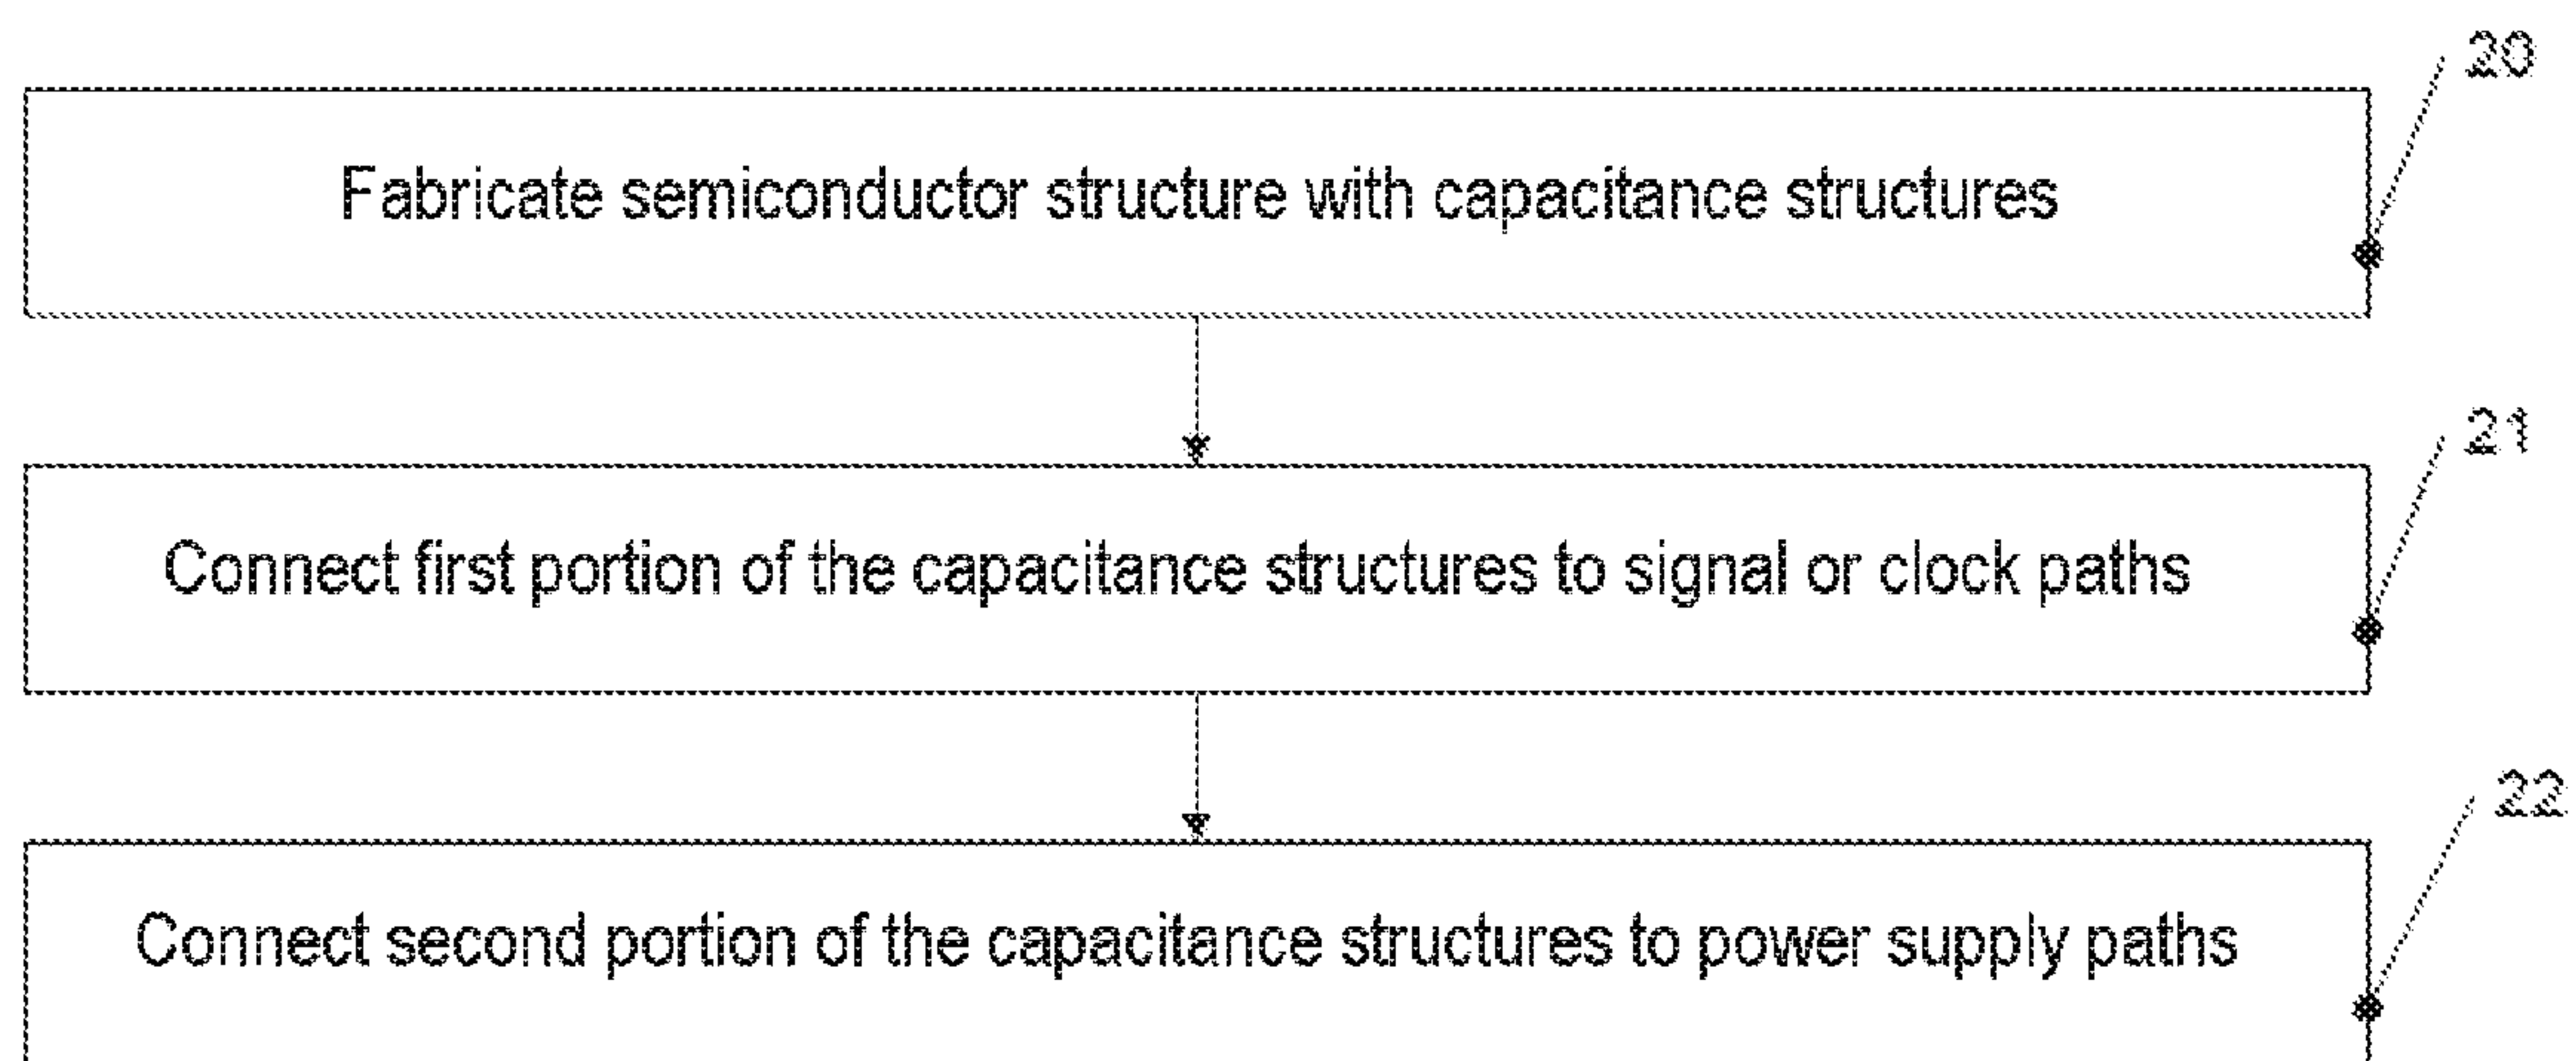 20
Fabricate semiconductor structure with capacitance structures
21
Connect first portion of the capacitance structures to signal or clock paths
22
Connect second portion of the capacitance structures to power supply paths